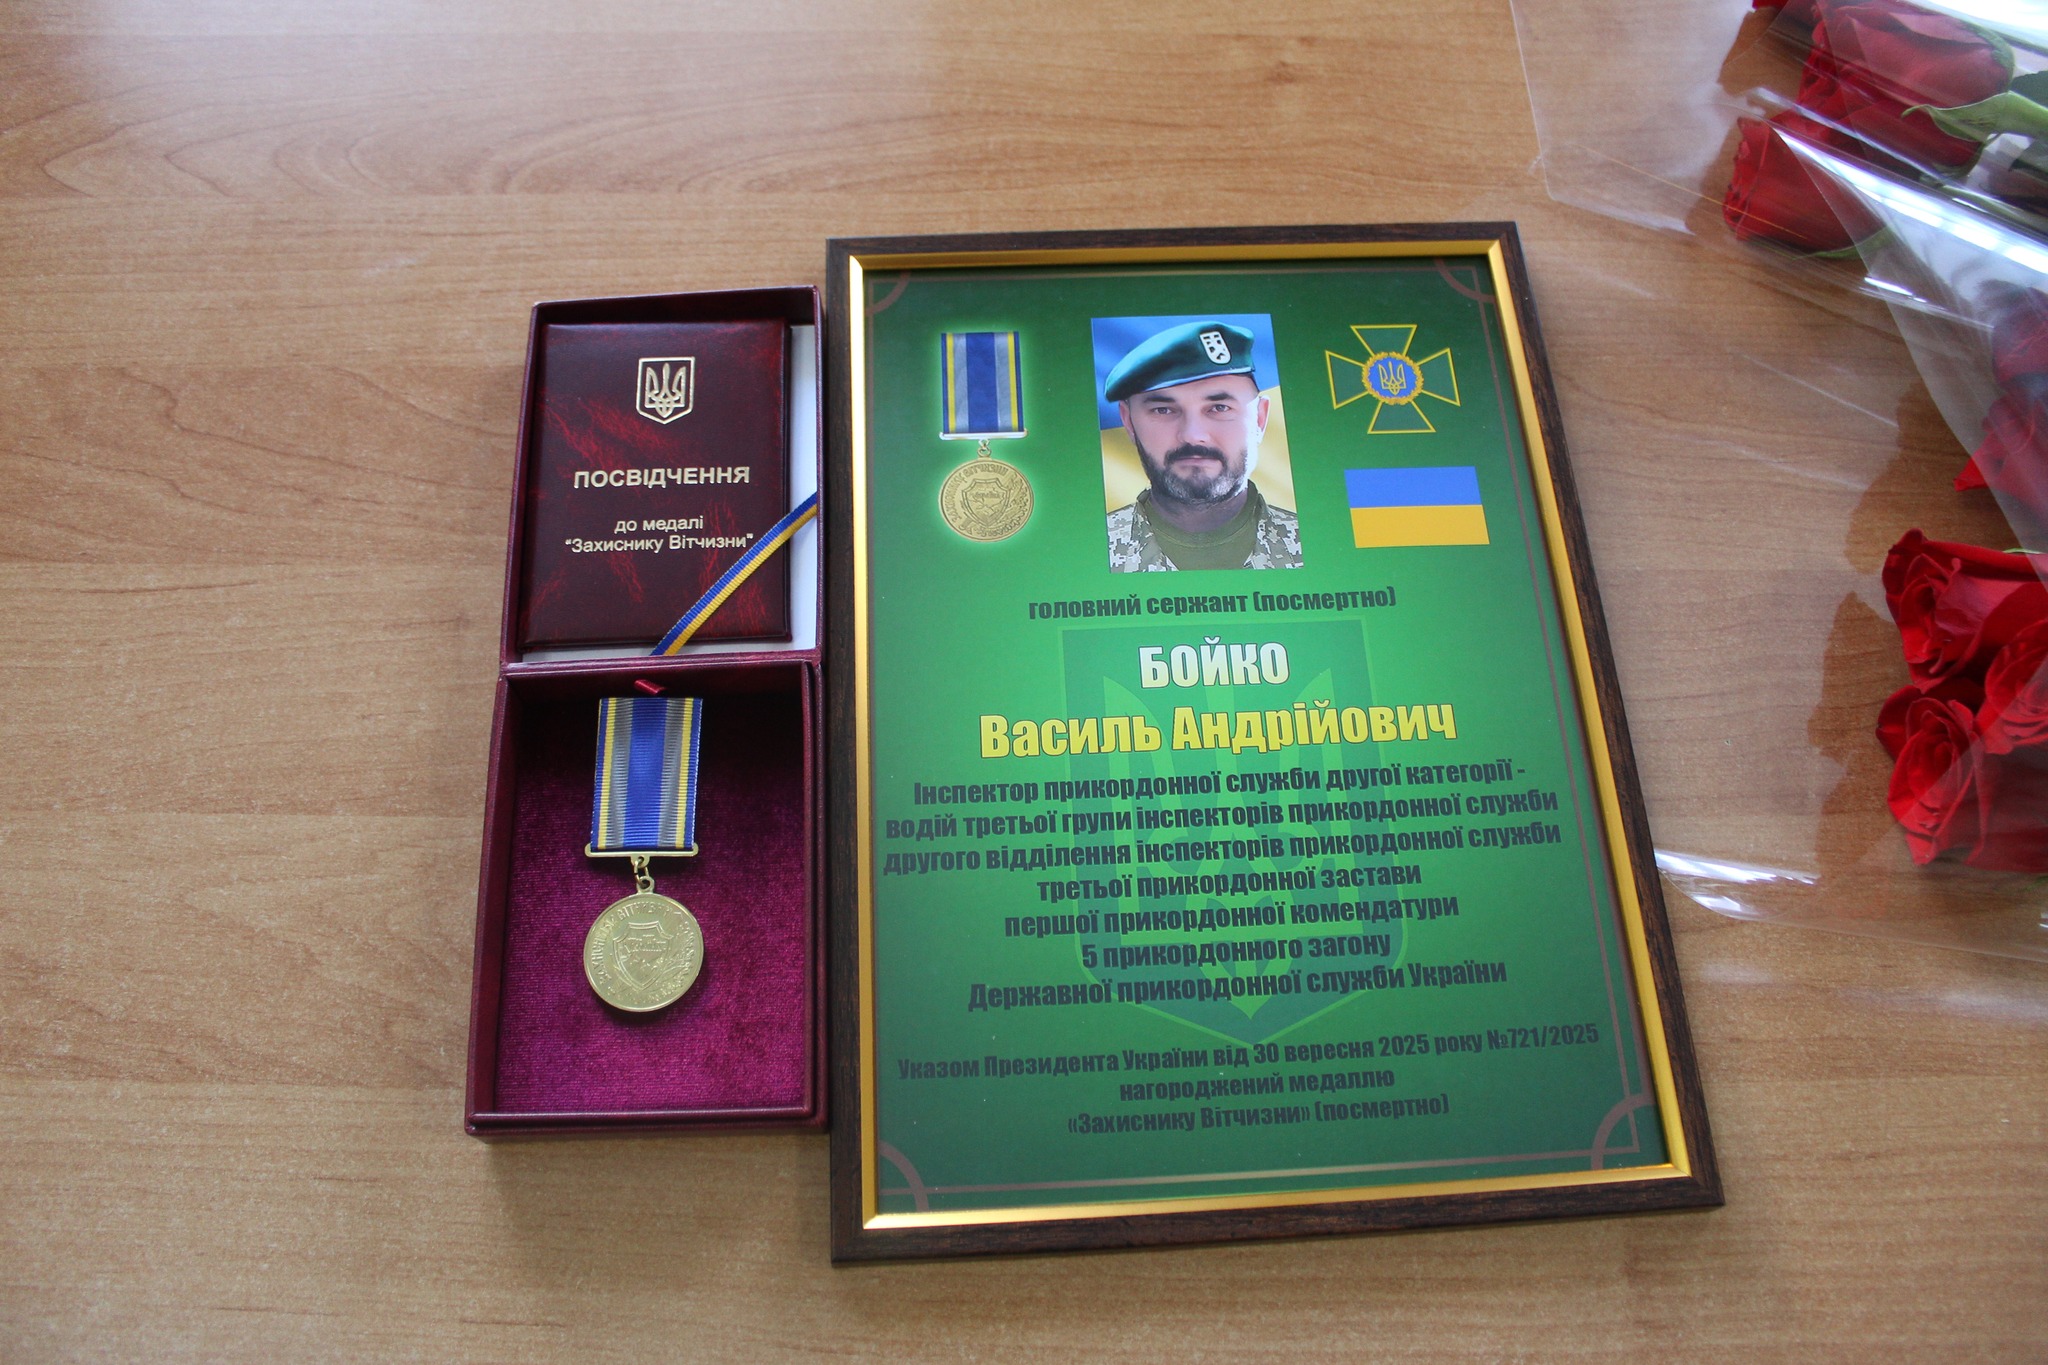 ПОСВІДЧЕННЯ
до медалі
"Захиснику Вітчизни"
головний сержант (посмертно)
БОЙКО
Василь Андрійович
Інспектор прикордонної служби другої категорії -
водій третьої групи інспекторів прикордонної служби
другого відділення інспекторів прикордонної служби
третьої прикордонної застави
першої прикордонної комендатури
5 прикордонного загону
Державної прикордонної служби України
Указом Президента України від 30 вересня 2025 року №721/2025
нагороджений медаллю
«Захиснику Вітчизни» (посмертно)